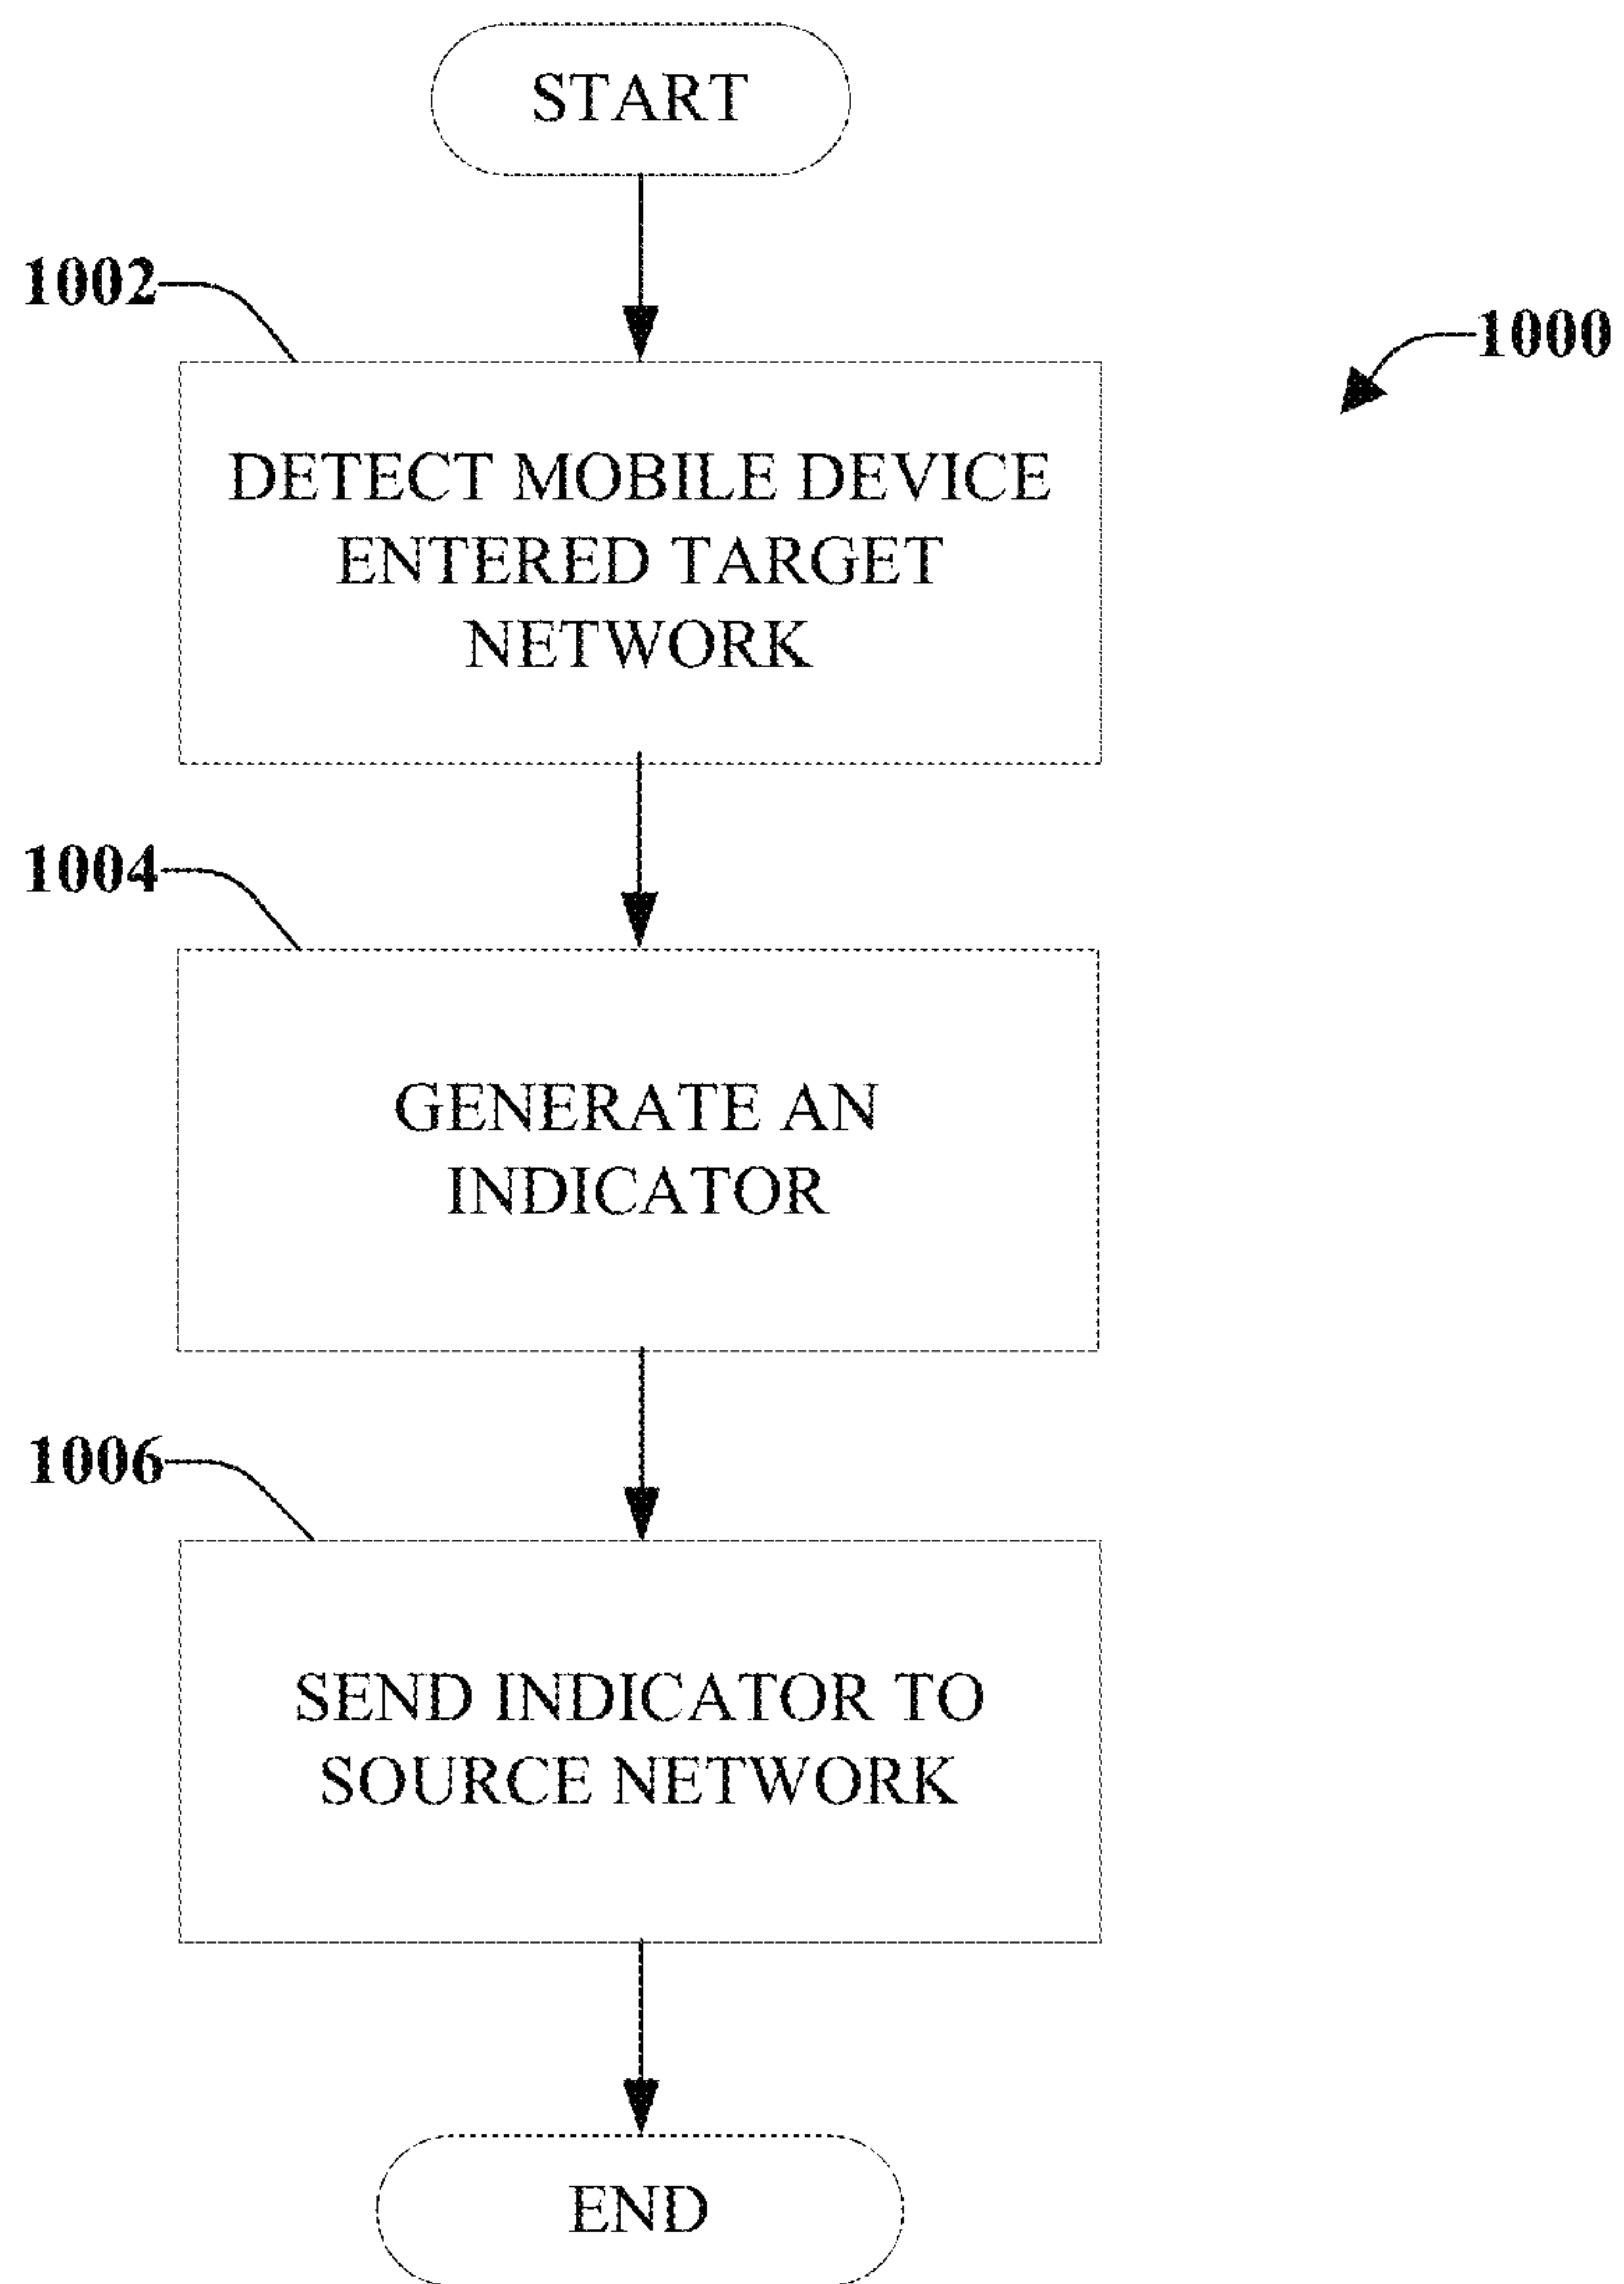 START
1002
1000
DETECT MOBILE DEVICE
ENTERED TARGET
NETWORK
1004
GENERATE AN
INDICATOR
1006
SEND INDICATOR TO
SOURCE NETWORK
END